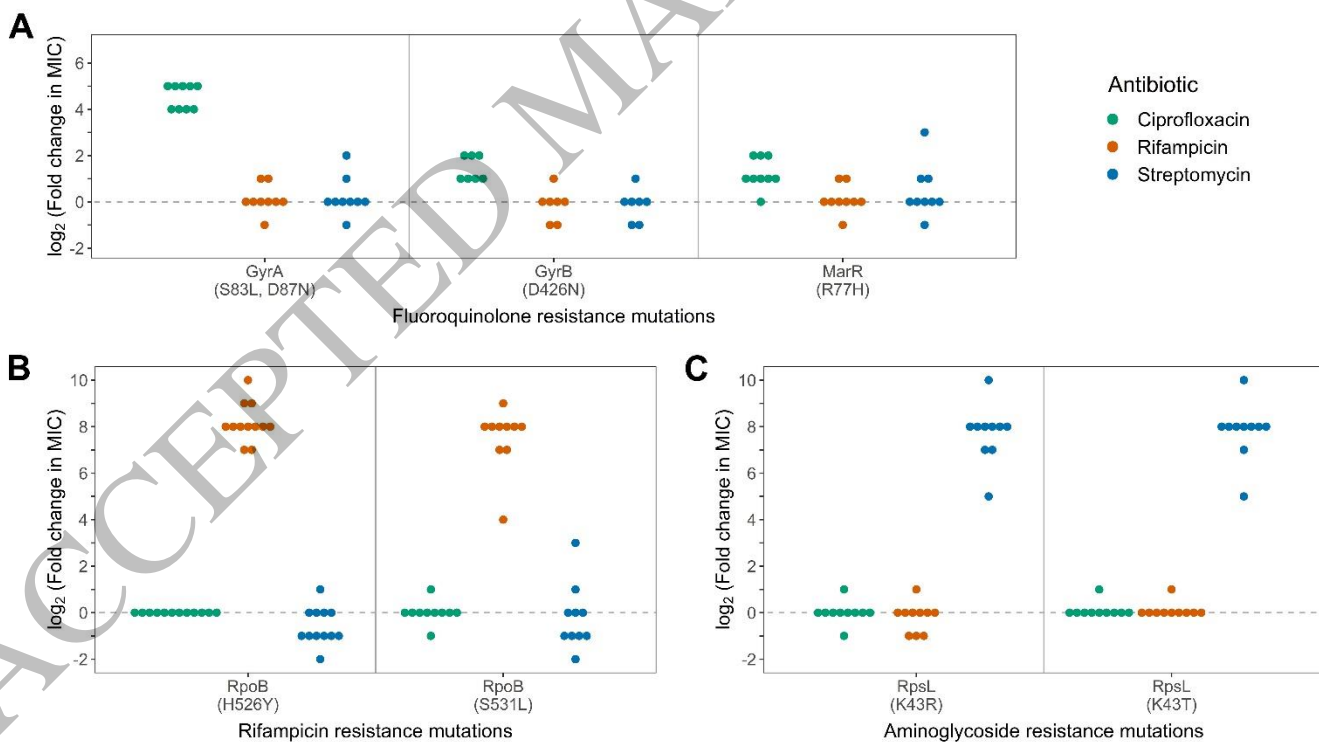 A
log₂ (Fold change in MIC)
6
4
2
0
-2
GyrA
(S83L, D87N)
GyrB
(D426N)
MarR
(R77H)
Fluoroquinolone resistance mutations
Antibiotic
Ciprofloxacin
Rifampicin
Streptomycin
B
log₂ (Fold change in MIC)
10
8
6
4
2
0
-2
RpoB
(H526Y)
RpoB
(S531L)
Rifampicin resistance mutations
C
log₂ (Fold change in MIC)
10
8
6
4
2
0
-2
RpsL
(K43R)
RpsL
(K43T)
Aminoglycoside resistance mutations
ACCEPTED MA